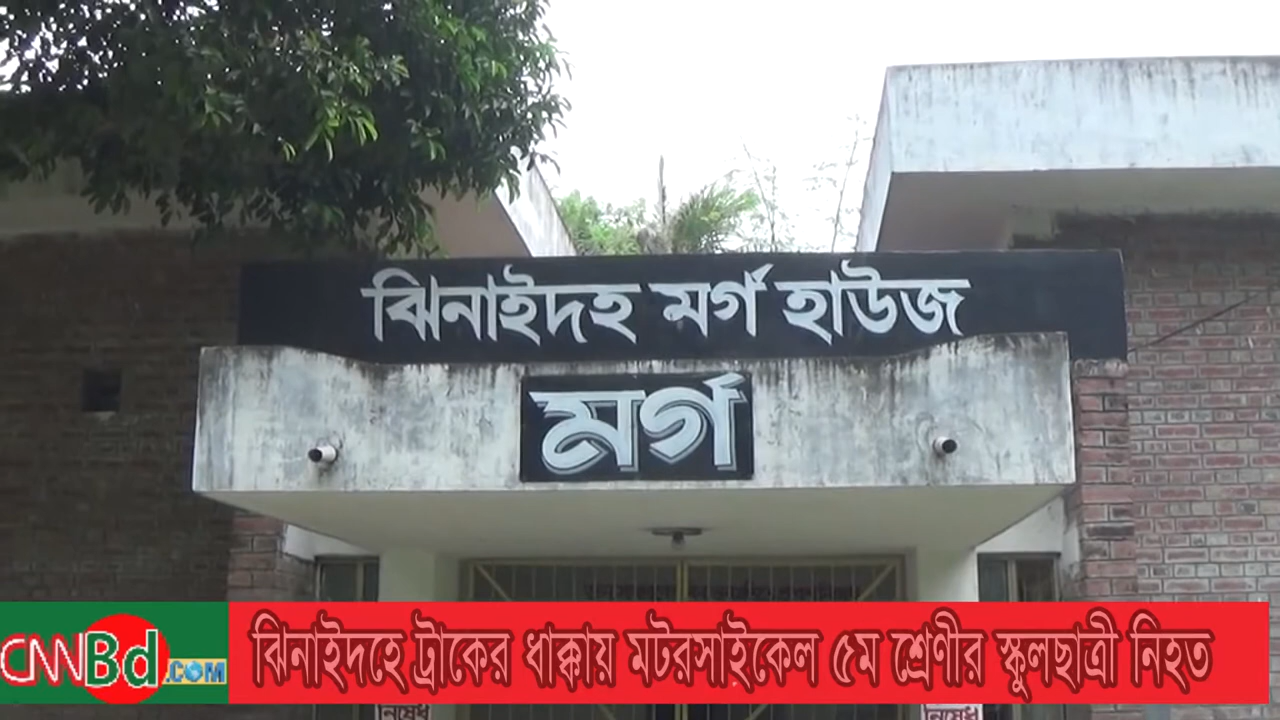 ঝিনাইদহ মর্গ হাউজ
মর্গ
CNNBd.COM
ঝিনাইদহে ট্রাকের ধাক্কায় মটরসাইকেল ৫ম শ্রেণীর স্কুলছাত্রী নিহত
নিষেধ
নিষেধ